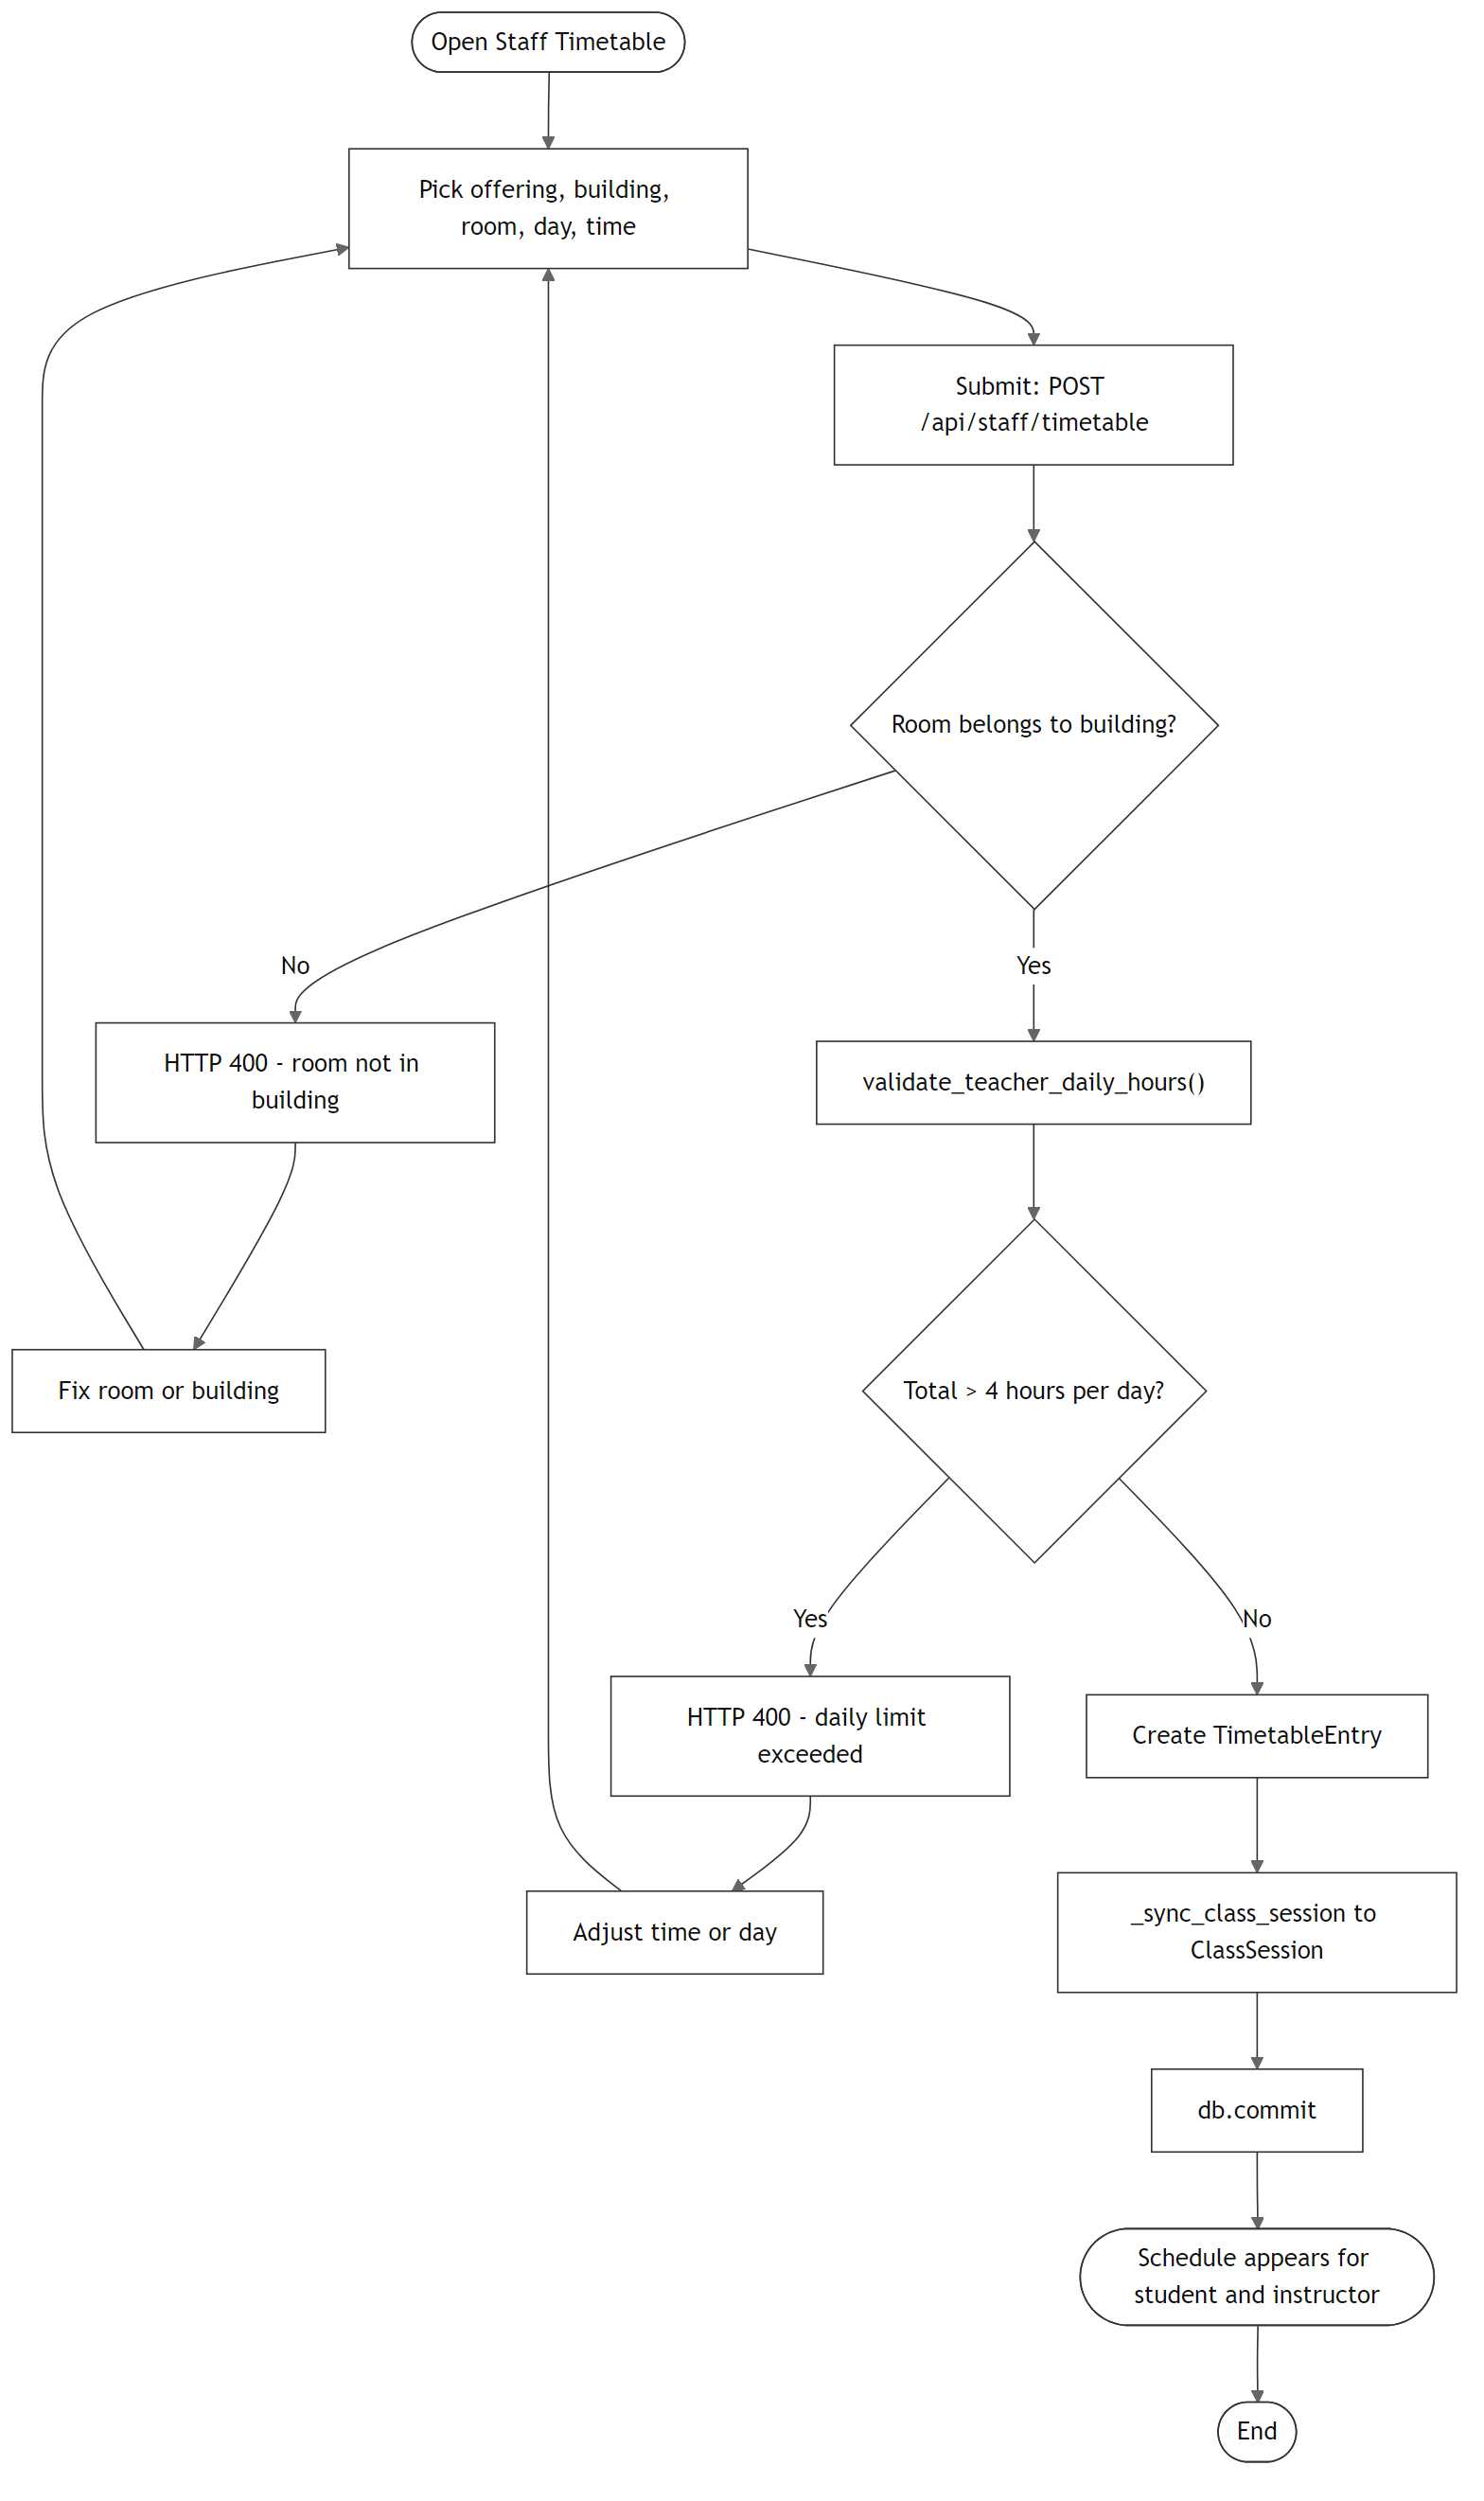 Open Staff Timetable
Pick offering, building,
room, day, time
Submit: POST
/api/staff/timetable
Room belongs to building?
No
Yes
HTTP 400 - room not in
building
validate_teacher_daily_hours()
Fix room or building
Total > 4 hours per day?
Yes
No
HTTP 400 - daily limit
exceeded
Create TimetableEntry
Adjust time or day
_sync_class_session to
ClassSession
db.commit
Schedule appears for
student and instructor
End